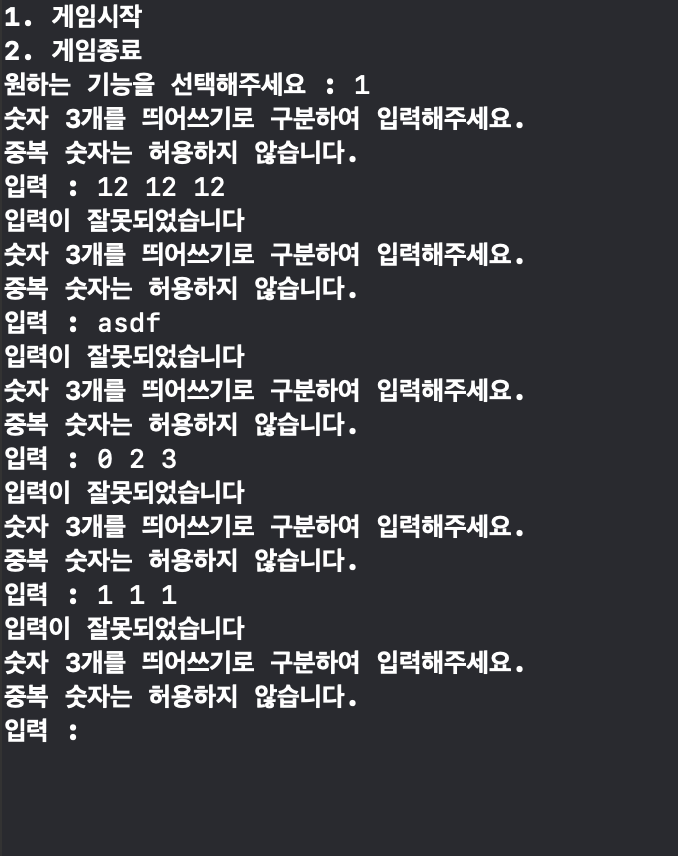 1. 게임시작
2. 게임종료
원하는 기능을 선택해주세요 : 1
숫자 3개를 띄어쓰기로 구분하여 입력해주세요.
중복 숫자는 허용하지 않습니다.
입력 : 12 12 12
입력이 잘못되었습니다
숫자 3개를 띄어쓰기로 구분하여 입력해주세요.
중복 숫자는 허용하지 않습니다.
입력 : asdf
입력이 잘못되었습니다
숫자 3개를 띄어쓰기로 구분하여 입력해주세요.
중복 숫자는 허용하지 않습니다.
입력 : 0 2 3
입력이 잘못되었습니다
숫자 3개를 띄어쓰기로 구분하여 입력해주세요.
중복 숫자는 허용하지 않습니다.
입력 : 1 1 1
입력이 잘못되었습니다
숫자 3개를 띄어쓰기로 구분하여 입력해주세요.
중복 숫자는 허용하지 않습니다.
입력 :